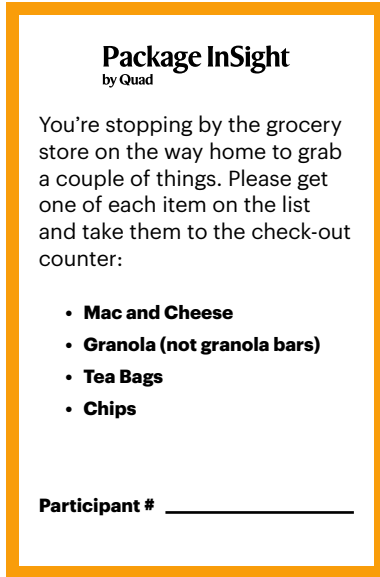 Package InSight
by Quad
You’re stopping by the grocery
store on the way home to grab
a couple of things. Please get
one of each item on the list
and take them to the check-out
counter:
• Mac and Cheese
• Granola (not granola bars)
• Tea Bags
• Chips
Participant # ________________